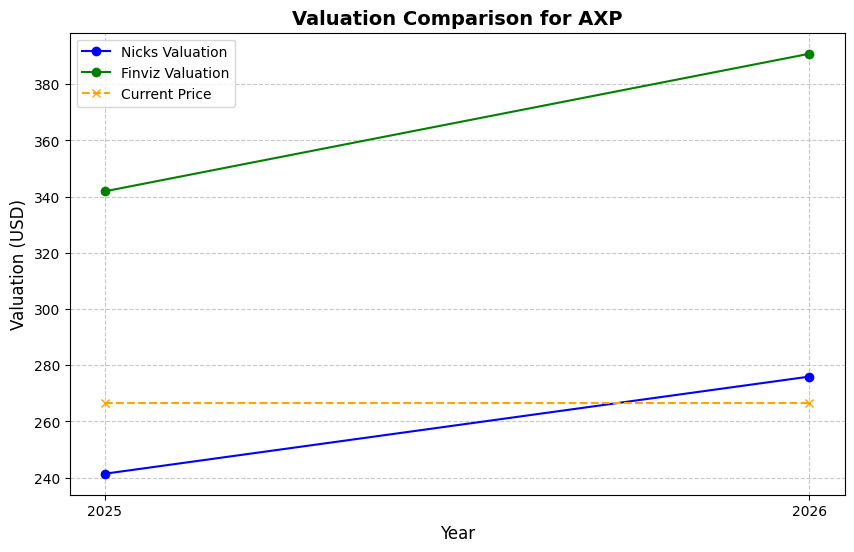 Valuation Comparison for AXP
Nicks Valuation
Finviz Valuation
Current Price
Valuation (USD)
380
360
340
320
300
280
260
240
2025
2026
Year